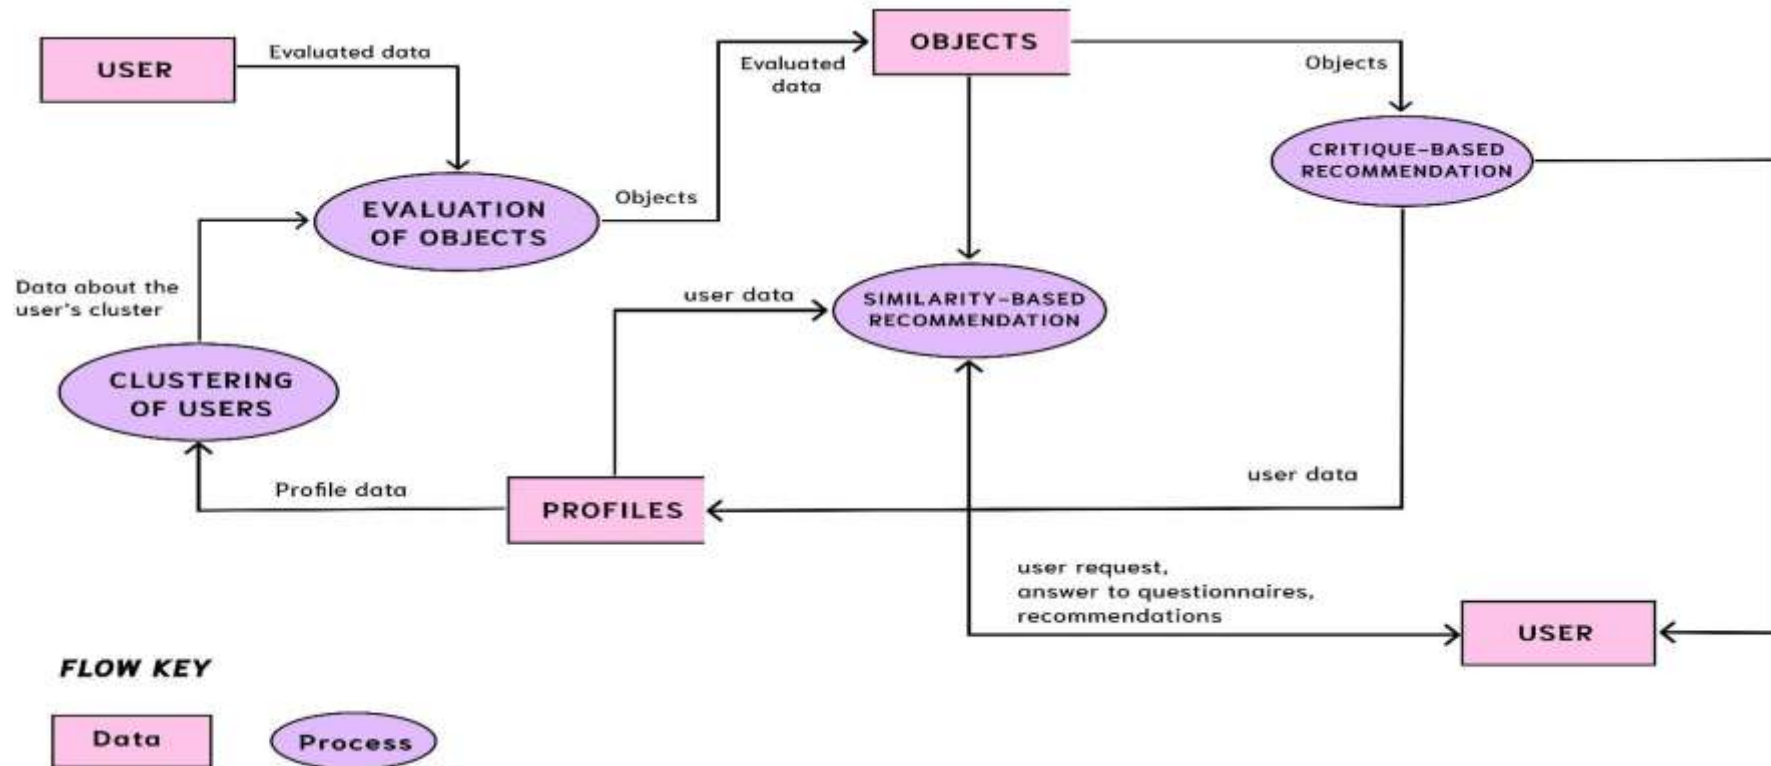 USER
Evaluated data
OBJECTS
Evaluated
data
Objects
CRITIQUE-BASED
RECOMMENDATION
EVALUATION
OF OBJECTS
Objects
Data about the
user's cluster
user data
SIMILARITY-BASED
RECOMMENDATION
CLUSTERING
OF USERS
Profile data
PROFILES
user data
user request,
answer to questionnaires,
recommendations
USER
FLOW KEY
Data
Process